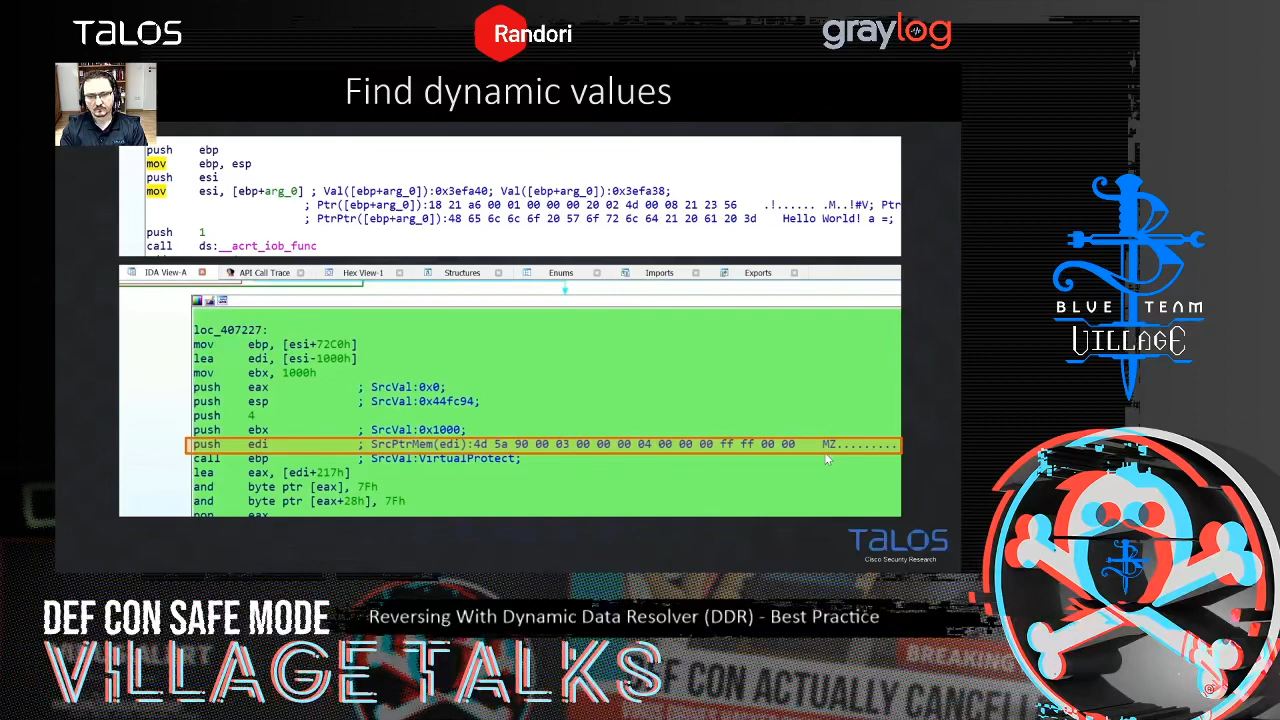 TALOS
Randori
graylog
Find dynamic values
push ebp
mov ebp, esp
push esi
mov esi, [ebp+arg_0] ; Val([ebp+arg_0]):0x3efa40; Val([ebp+arg_0]):0x3efa38;
; Ptr([ebp+arg_0]):18 21 a6 00 01 00 00 00 20 02 4d 00 08 21 23 56 .!...... .M..!#V; Ptr
; PtrPtr([ebp+arg_0]):48 65 6c 6c 6f 20 57 6f 72 6c 64 21 20 61 20 3d Hello World! a =;
push 1
call ds:__acrt_iob_func
IDA View-A API Call Trace Hex View-1 Structures Enums Imports Exports
loc_407227:
mov ebp, [esi+72C0h]
lea edi, [esi-1000h]
mov ebx, 1000h
push eax ; SrcVal:0x0;
push esp ; SrcVal:0x44fc94;
push 4
push ebx ; SrcVal:0x1000;
push edi ; SrcPtrMem(edi):4d 5a 90 00 03 00 00 00 04 00 00 00 ff ff 00 00 MZ.........
call ebp ; SrcVal:VirtualProtect;
lea eax, [edi+217h]
and byte ptr [eax], 7Fh
and byte ptr [eax+28h], 7Fh
pop eax
TALOS
Cisco Security Research
BLUE TEAM
VILLAGE
DEF CON SAFE MODE
VILLAGE TALKS
Reversing With Dynamic Data Resolver (DDR) - Best Practice
BREAKING
DEF CON ACTUALLY CANCELL